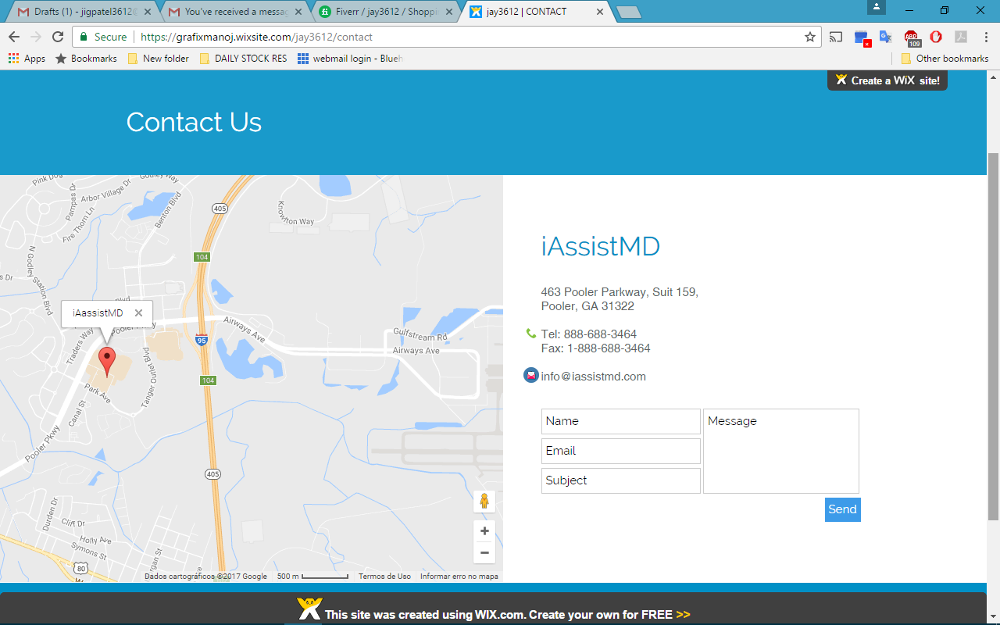 Drafts (1) - jigpatel3612@
You've received a messag
Fiverr / jay3612 / Shoppi
jay3612 | CONTACT
Secure
https://grafixmanoj.wixsite.com/jay3612/contact
109
Apps
Bookmarks
New folder
DAILY STOCK RES
webmail login - Blueh
Other bookmarks
Create a WiX site!
Contact Us
Pink Dog
Godley Way
Arbor Village Dr
Pampas Dr
Fire Thorn Ln
Benton Blvd
405
Knowlton Way
104
N Godley Station Blvd
s Dr
Blvd
iAassistMD
Pooler Pkwy
Airways Ave
Gulfstream Rd
Airways Ave
95
Traders Way
Tanger Outlet Blvd
104
Park Ave
Canal St
Pooler Pkwy
405
Durden Dr
Clift Dr
Holly Ave
Symons St
80
rgan St
iAssistMD
463 Pooler Parkway, Suit 159,
Pooler, GA 31322
Tel: 888-688-3464
Fax: 1-888-688-3464
info@iassistmd.com
Name
Message
Email
Subject
Send
Dados cartográficos ©2017 Google
500 m
Termos de Uso
Informar erro no mapa
This site was created using WIX.com. Create your own for FREE >>